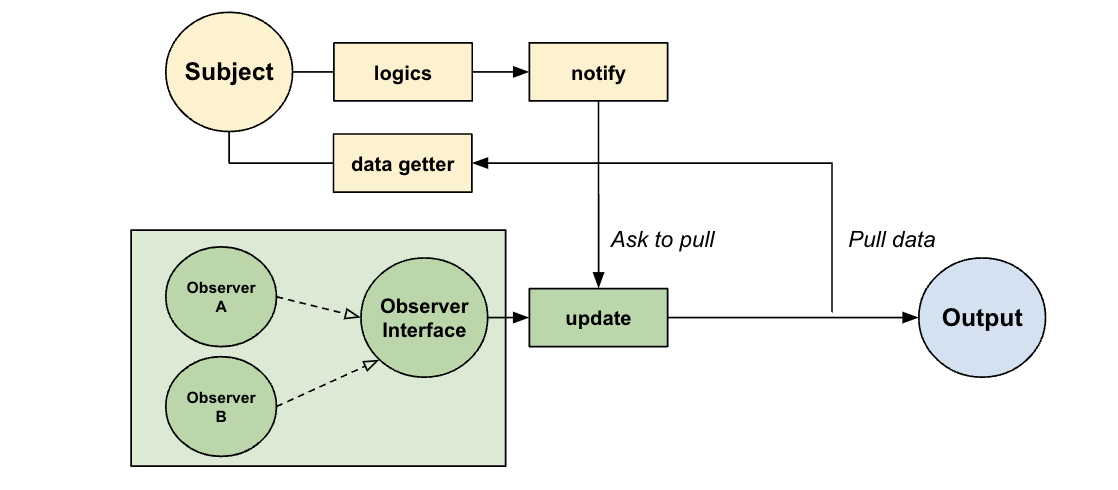 Subject
logics
notify
data getter
Ask to pull
Pull data
Observer
A
Observer
Interface
update
Output
Observer
B